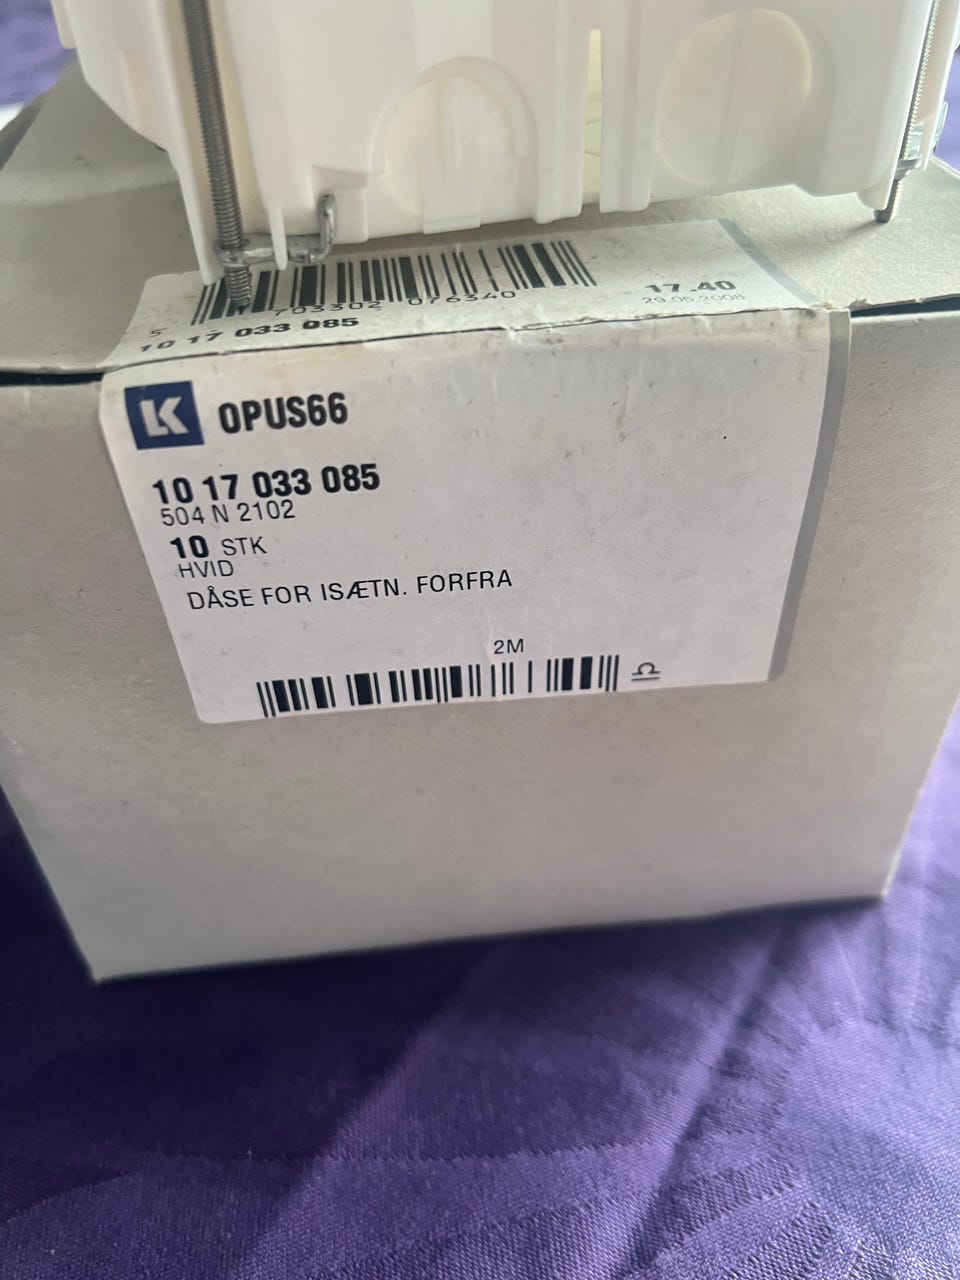 5 703302 076340
17.40
29.05.2008
10 17 033 085
LK OPUS66
10 17 033 085
504 N 2102
10 STK
HVID
DÅSE FOR ISÆTN. FORFRA
2M